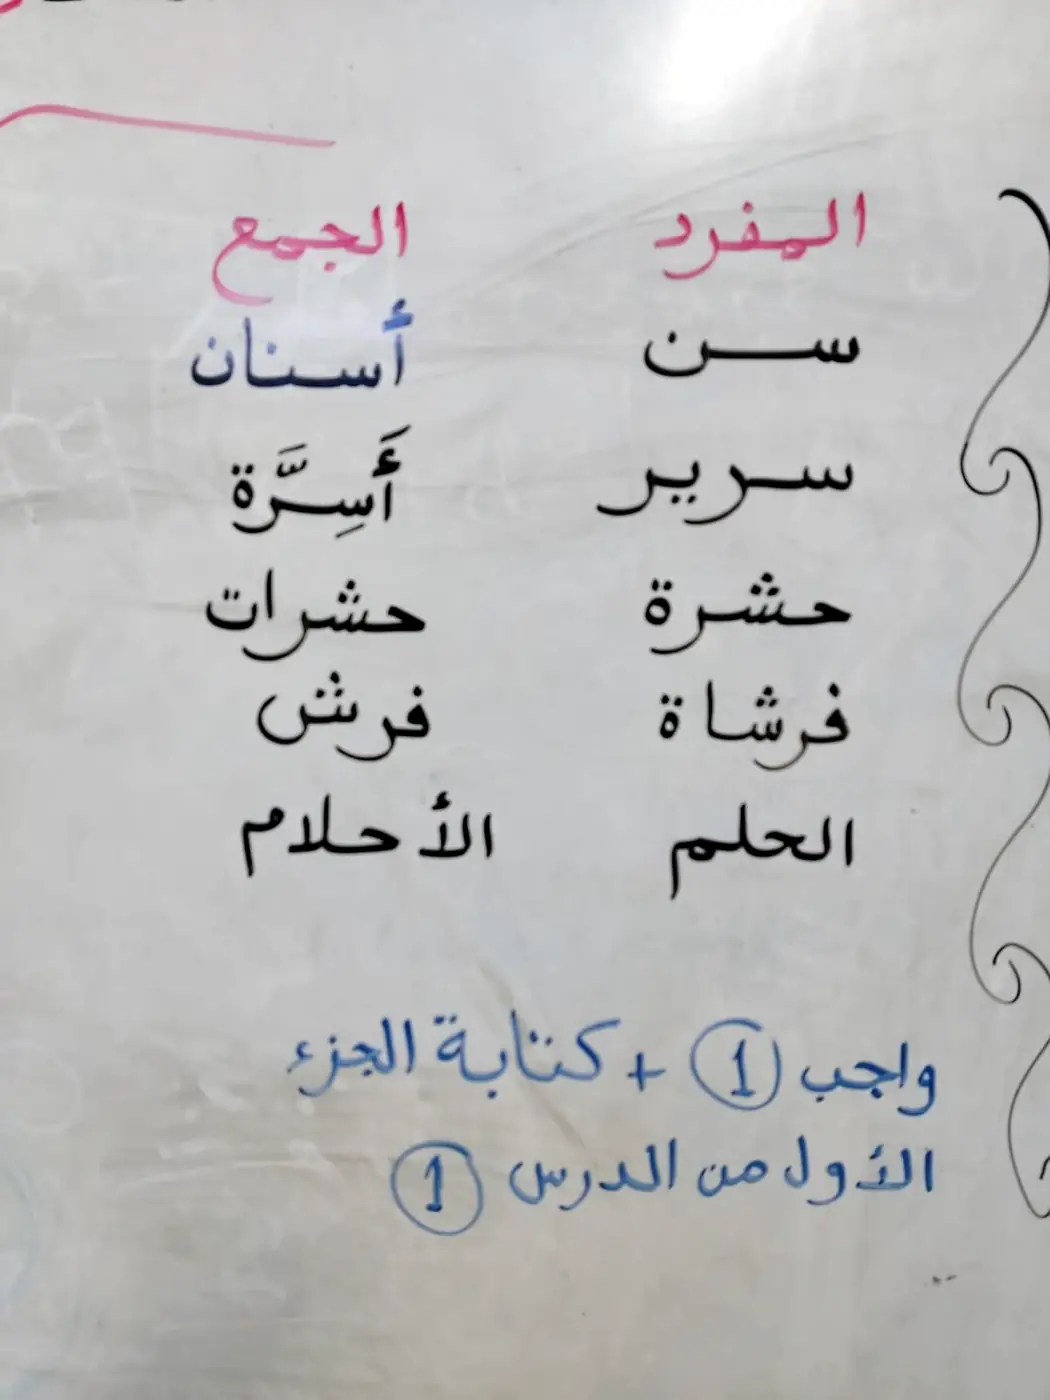 المفرد الجمع
سن أسنان
سرير أَسِرَّة
حشرة حشرات
فرشاة فرش
الحلم الأحلام
واجب 1 + كتابة الجزء
الأول من الدرس 1